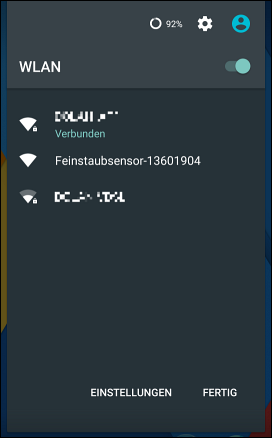 92%
WLAN
Verbunden
Feinstaubsensor-13601904
EINSTELLUNGEN FERTIG